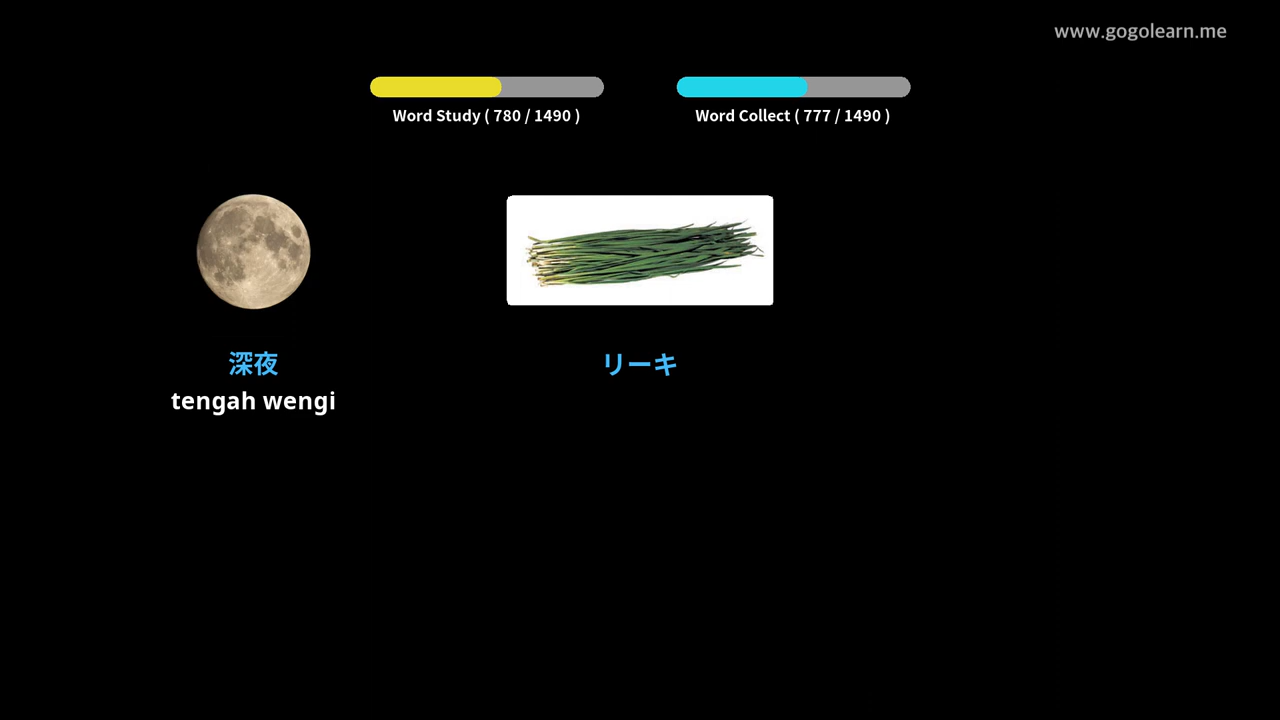 www.gogolearn.me
Word Study ( 780 / 1490 )
Word Collect ( 777 / 1490 )
深夜
リーキ
tengah wengi